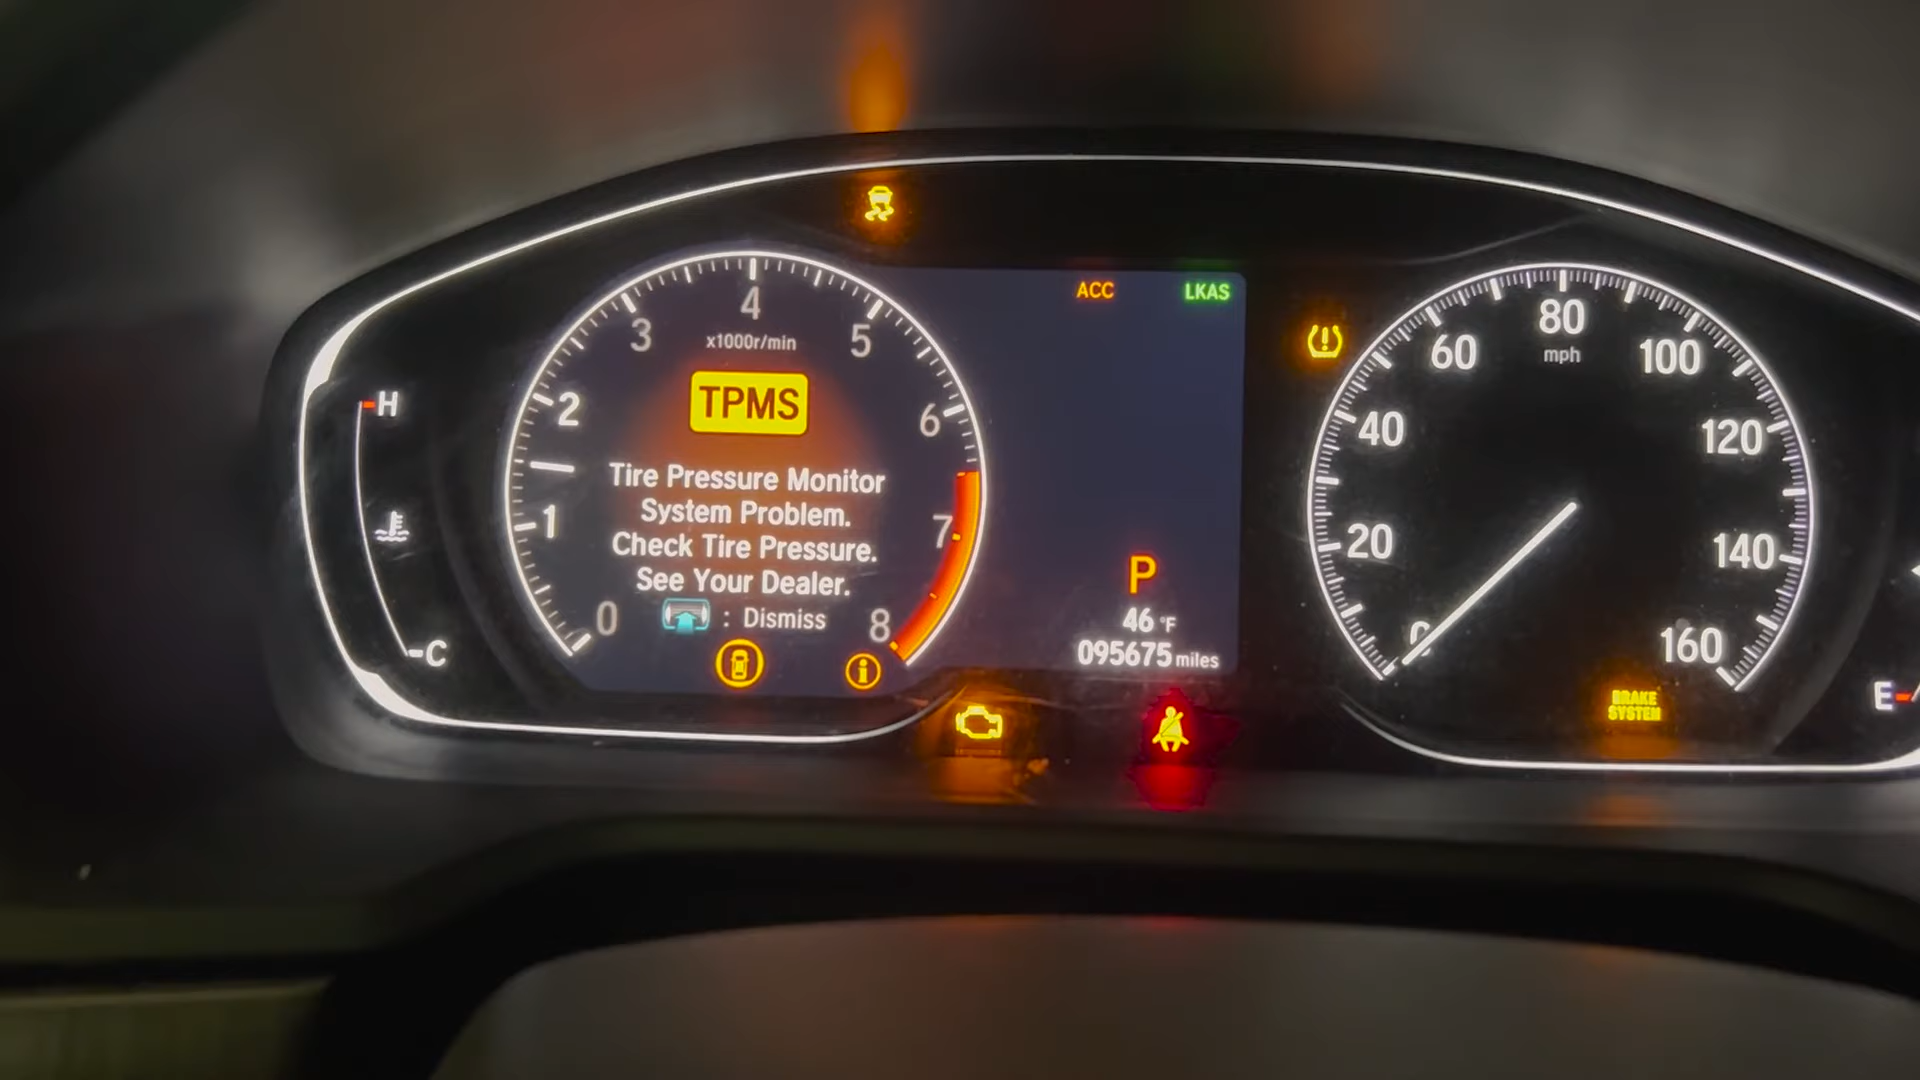 ACC LKAS
4
3 5
x1000r/min
TPMS
2 6
Tire Pressure Monitor
System Problem.
Check Tire Pressure.
See Your Dealer.
: Dismiss
1 7
0 8
H
C
P
46 °F
095675 miles
80
mph
60 100
40 120
20 140
0 160
BRAKE
SYSTEM
E